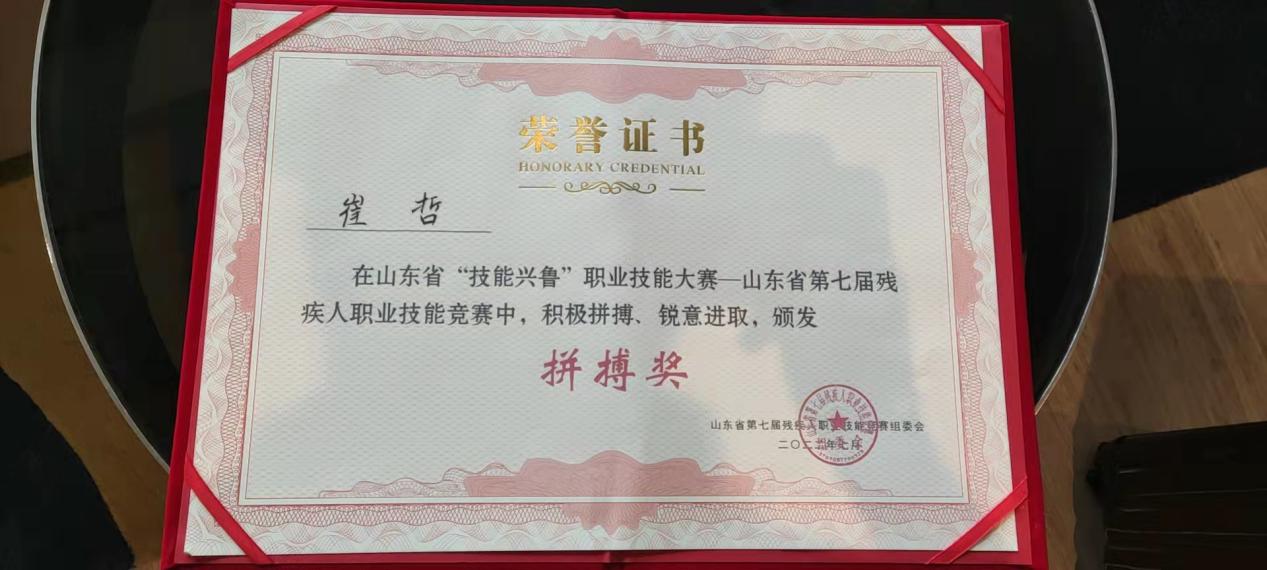 荣誉证书
HONORARY CREDENTIAL
崔 哲
在山东省“技能兴鲁”职业技能大赛—山东省第七届残
疾人职业技能竞赛中，积极拼搏、锐意进取，颁发
拼搏奖
山东省第七届残疾人职业技能竞赛组委会
年七月